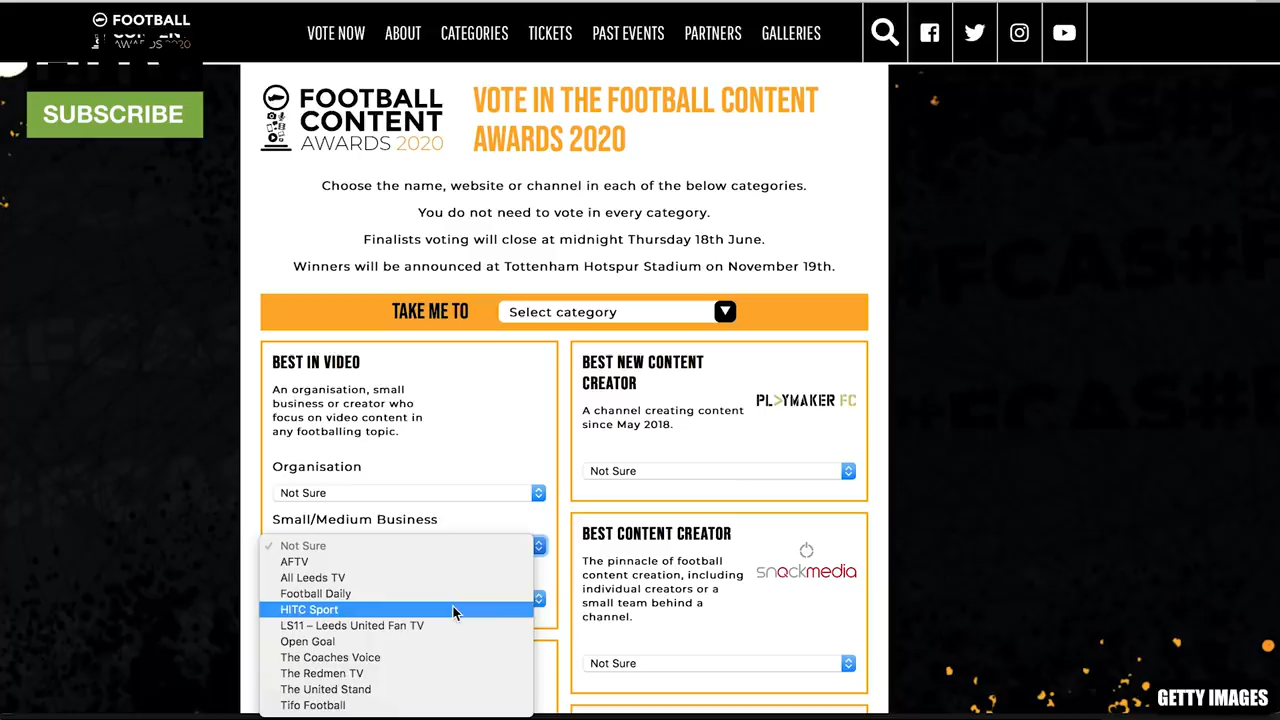 FOOTBALL
AWARDS 2020
VOTE NOW
ABOUT
CATEGORIES
TICKETS
PAST EVENTS
PARTNERS
GALLERIES
SUBSCRIBE
FOOTBALL
CONTENT
AWARDS 2020
VOTE IN THE FOOTBALL CONTENT
AWARDS 2020
Choose the name, website or channel in each of the below categories.
You do not need to vote in every category.
Finalists voting will close at midnight Thursday 18th June.
Winners will be announced at Tottenham Hotspur Stadium on November 19th.
TAKE ME TO
Select category
BEST IN VIDEO
An organisation, small
business or creator who
focus on video content in
any footballing topic.
Organisation
Not Sure
Small/Medium Business
Not Sure
AFTV
All Leeds TV
Football Daily
HITC Sport
LS11 – Leeds United Fan TV
Open Goal
The Coaches Voice
The Redmen TV
The United Stand
Tifo Football
BEST NEW CONTENT
CREATOR
A channel creating content
since May 2018.
PL>YMAKER FC
Not Sure
BEST CONTENT CREATOR
The pinnacle of football
content creation, including
individual creators or a
small team behind a
channel.
snackmedia
Not Sure
GETTY IMAGES